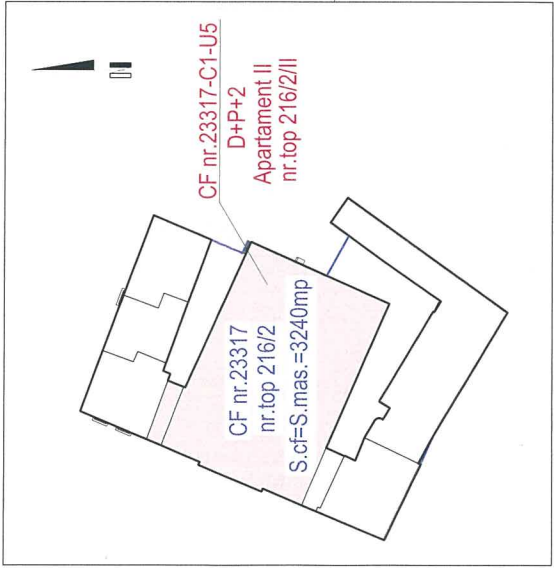 CF nr.23317-C1-U5
D+P+2
Apartament II
nr.top 216/2/II
CF nr.23317
nr.top 216/2
S.cf=S.mas.=3240mp